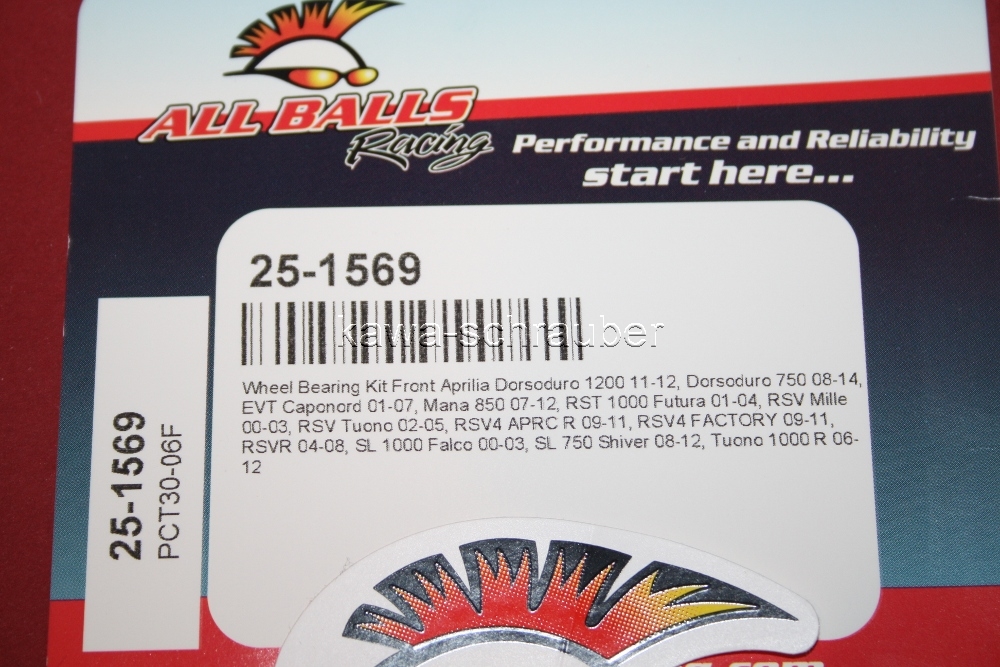 ALL BALLS
Racing
Performance and Reliability
start here...
25-1569
kawa-schrauber
Wheel Bearing Kit Front Aprilia Dorsoduro 1200 11-12, Dorsoduro 750 08-14,
EVT Caponord 01-07, Mana 850 07-12, RST 1000 Futura 01-04, RSV Mille
00-03, RSV Tuono 02-05, RSV4 APRC R 09-11, RSV4 FACTORY 09-11,
RSVR 04-08, SL 1000 Falco 00-03, SL 750 Shiver 08-12, Tuono 1000 R 06-
12
25-1569
PCT30-06F